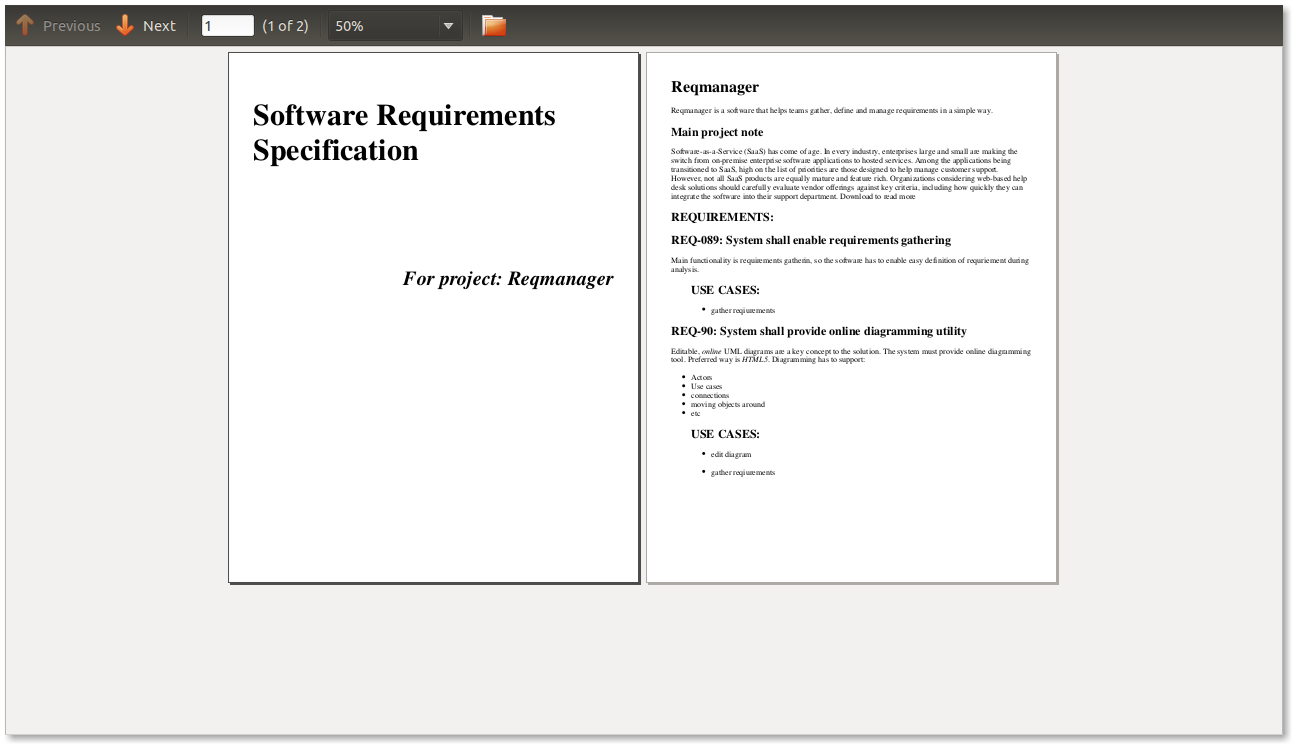 Previous Next 1 (1 of 2) 50%
Software Requirements
Specification
For project: Reqmanager
Reqmanager
Reqmanager is a software that helps teams gather, define and manage requirements in a simple way.
Main project note
Software-as-a-Service (SaaS) has come of age. In every industry, enterprises large and small are making the
switch from on-premise enterprise software applications to hosted services. Among the applications being
transitioned to SaaS, high on the list of priorities are those designed to help manage customer support.
However, not all SaaS products are equally mature and feature rich. Organizations considering web-based help
desk solutions should carefully evaluate vendor offerings against key criteria, including how quickly they can
integrate the software into their support department. Download to read more
REQUIREMENTS:
REQ-089: System shall enable requirements gathering
Main functionality is requirements gatherin, so the software has to enable easy definition of requriement during
analysis.
USE CASES:
• gather reqiurements
REQ-90: System shall provide online diagramming utility
Editable, online UML diagrams are a key concept to the solution. The system must provide online diagramming
tool. Preferred way is HTML5. Diagramming has to support:
• Actors
• Use cases
• connections
• moving objects around
• etc
USE CASES:
• edit diagram
• gather reqiurements